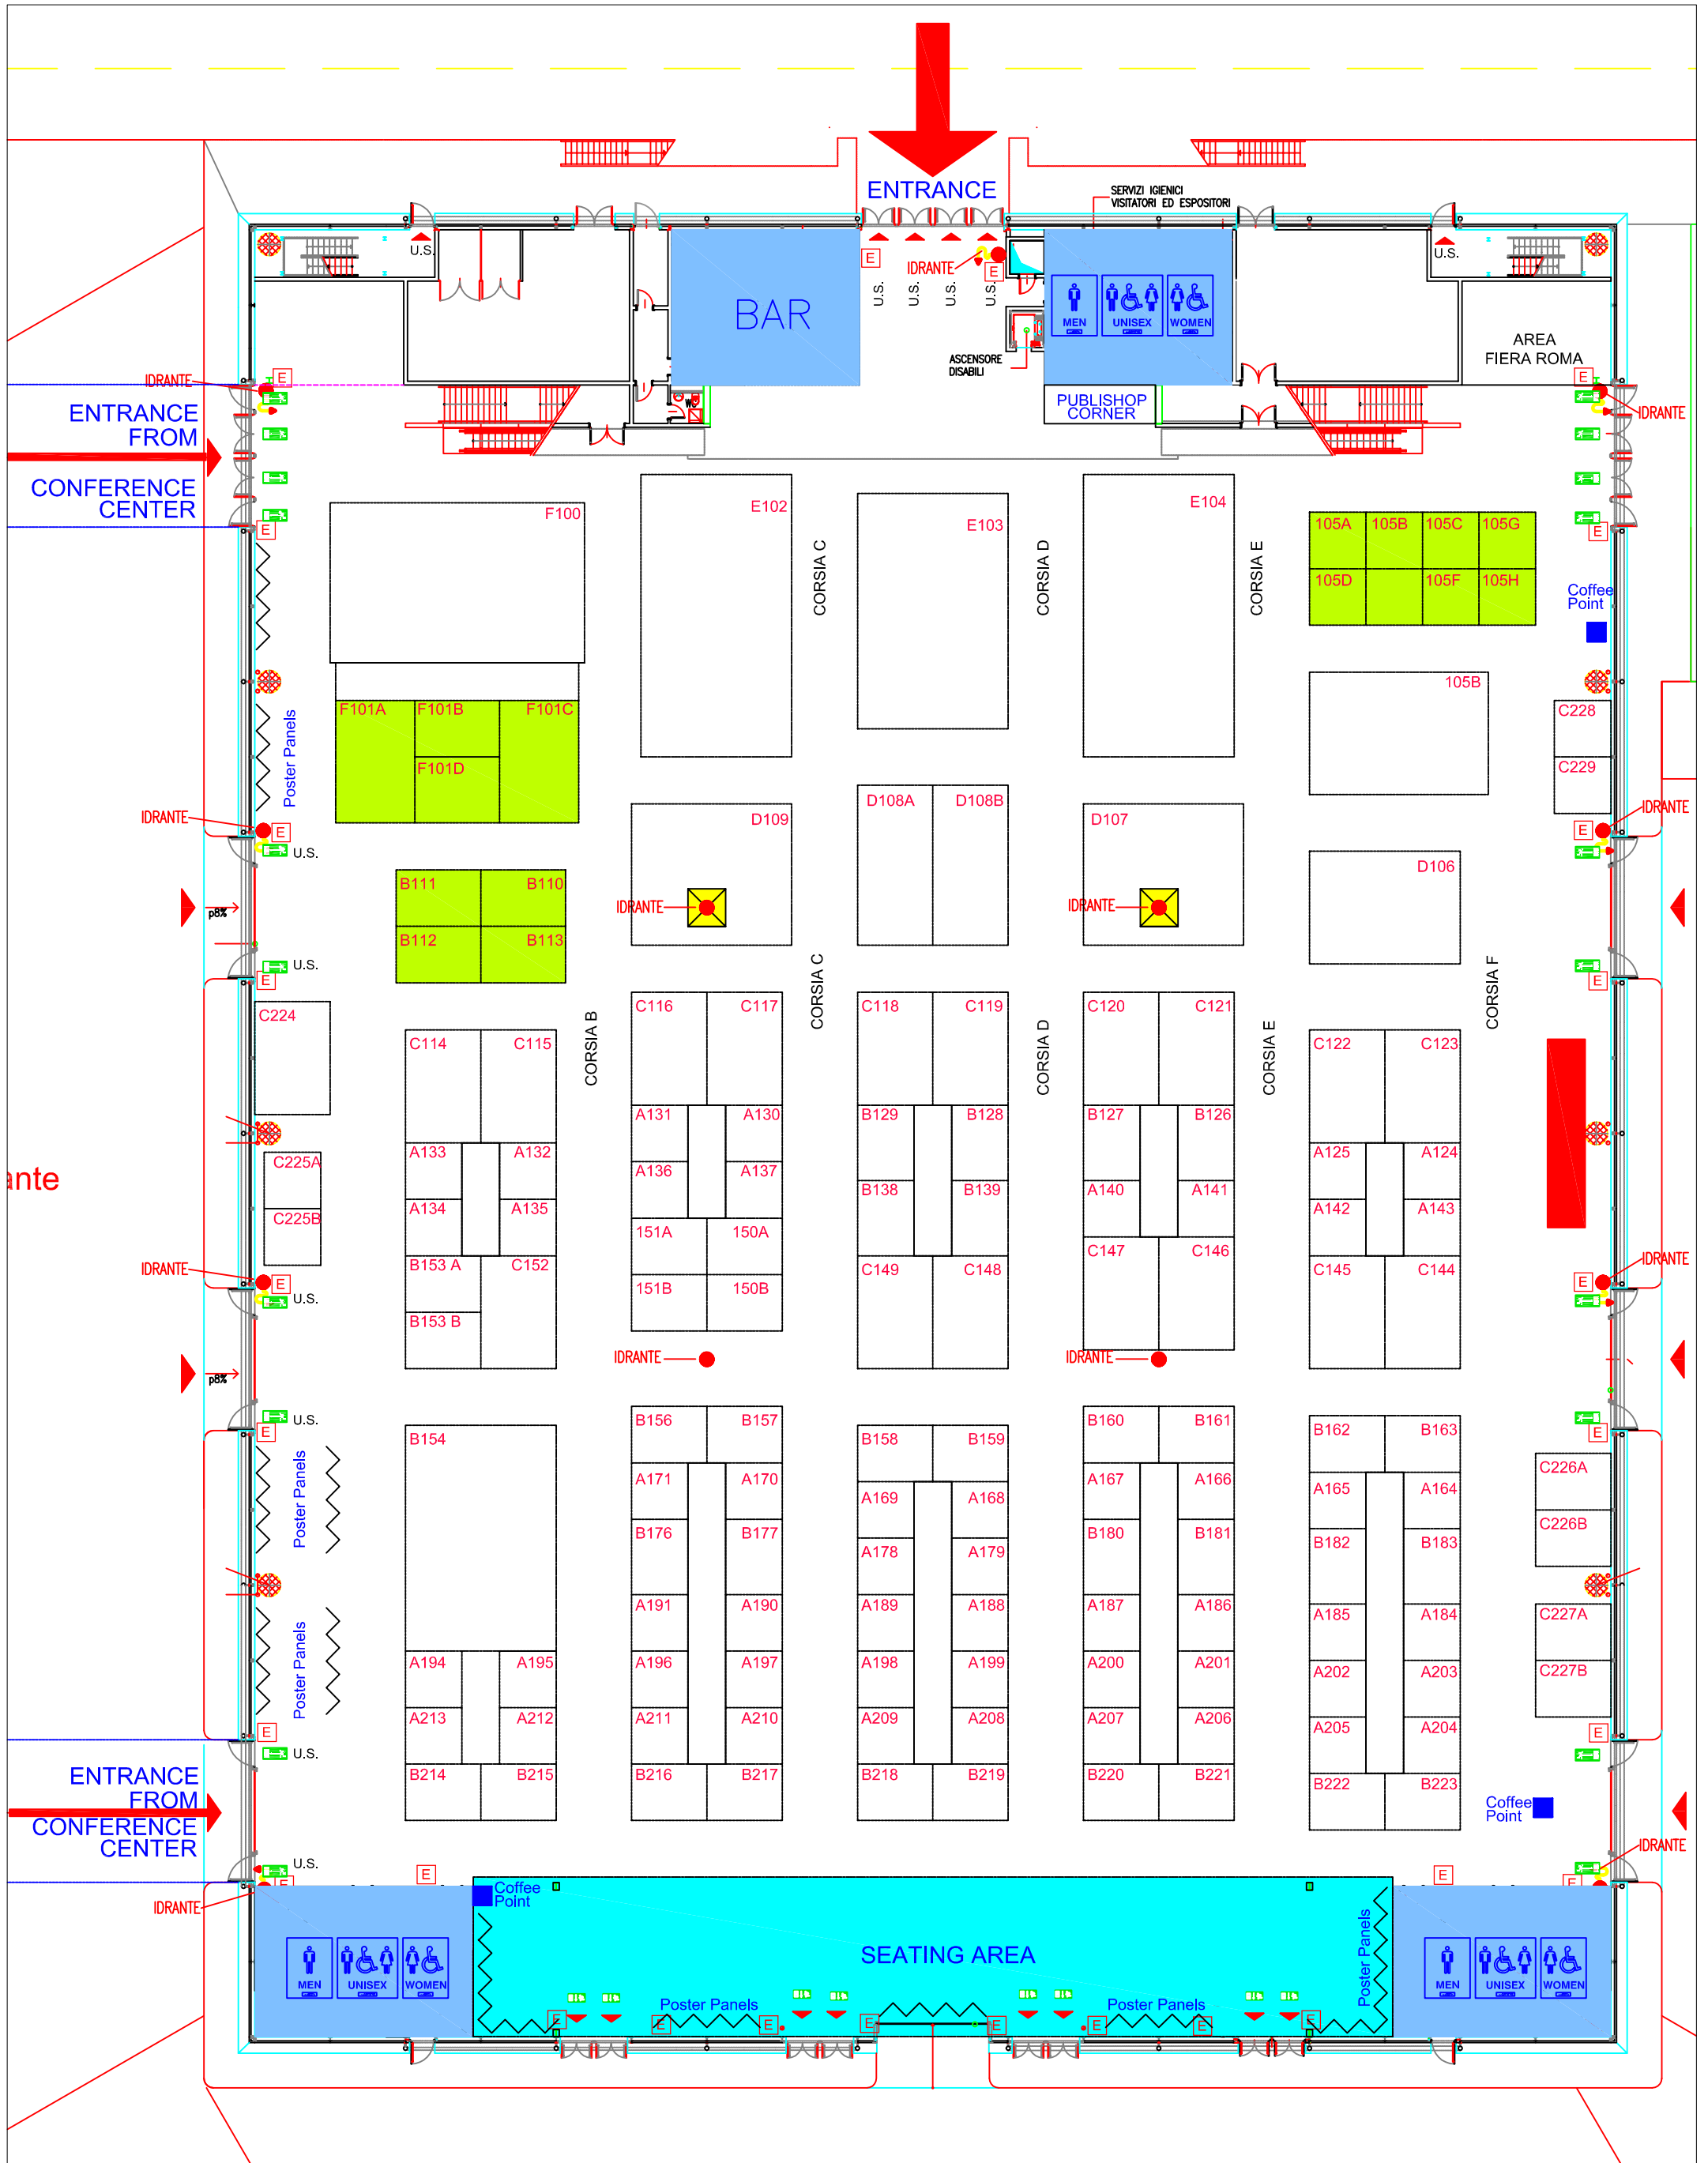 ENTRANCE
SERVIZI IGIENICI
VISITATORI ED ESPOSITORI
U.S.
E
IDRANTE
E
U.S.
U.S.
U.S.
U.S.
U.S.
BAR
MEN
UNISEX
WOMEN
ASCENSORE
DISABILI
AREA
FIERA ROMA
PUBLISHOP
CORNER
WC
IDRANTE
E
E
IDRANTE
ENTRANCE
FROM
CONFERENCE
CENTER
E
E
F100
E102
E103
E104
CORSIA C
CORSIA D
CORSIA E
105A
105B
105C
105G
105D
105F
105H
Coffee
Point
105B
C228
C229
F101A
F101B
F101C
F101D
Poster Panels
IDRANTE
E
U.S.
D109
D108A
D108B
D107
D106
E
IDRANTE
B111
B110
B112
B113
IDRANTE
IDRANTE
p8%
U.S.
E
E
CORSIA B
CORSIA C
CORSIA D
CORSIA E
CORSIA F
C224
C114
C115
C116
C117
C118
C119
C120
C121
C122
C123
A131
A130
B129
B128
B127
B126
A133
A132
A125
A124
C225A
C225B
A136
A137
B138
B139
A140
A141
A134
A135
A142
A143
ante
151A
150A
C147
C146
B153 A
C152
C149
C148
C145
C144
151B
150B
B153 B
IDRANTE
E
U.S.
E
IDRANTE
IDRANTE
IDRANTE
p8%
U.S.
E
E
B154
B156
B157
B158
B159
B160
B161
B162
B163
A171
A170
A169
A168
A167
A166
A165
A164
C226A
C226B
B176
B177
A178
A179
B180
B181
B182
B183
Poster Panels
A191
A190
A189
A188
A187
A186
A185
A184
C227A
C227B
Poster Panels
A194
A195
A196
A197
A198
A199
A200
A201
A202
A203
A213
A212
A211
A210
A209
A208
A207
A206
A205
A204
E
U.S.
E
B214
B215
B216
B217
B218
B219
B220
B221
B222
B223
ENTRANCE
FROM
CONFERENCE
CENTER
Coffee
Point
U.S.
E
E
IDRANTE
E
E
IDRANTE
Coffee
Point
SEATING AREA
Poster Panels
MEN
UNISEX
WOMEN
MEN
UNISEX
WOMEN
Poster Panels
Poster Panels
E
E
E
E
E
E
E